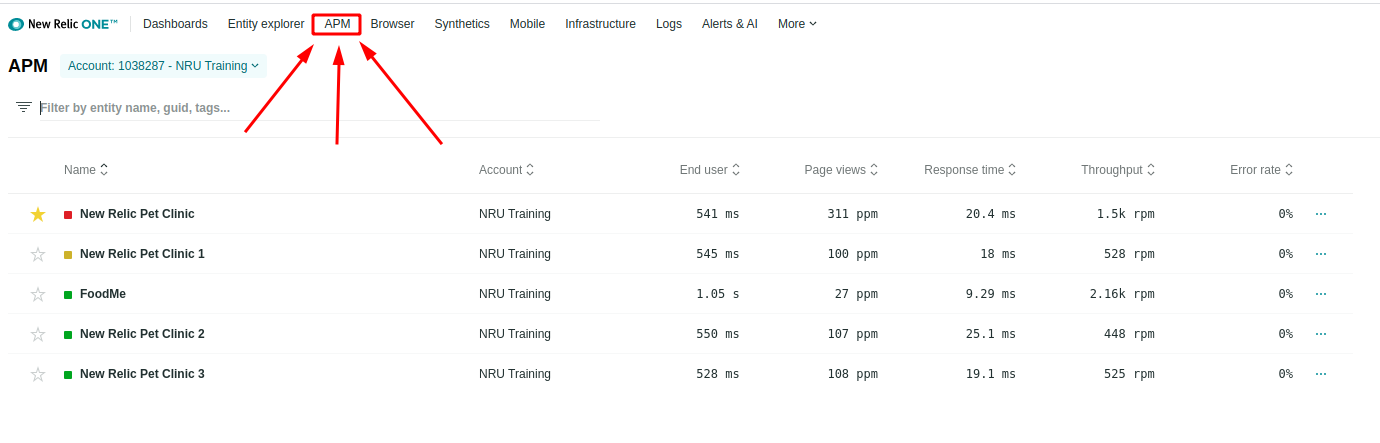 New Relic ONE™ Dashboards Entity explorer APM Browser Synthetics Mobile Infrastructure Logs Alerts & AI More
APM Account: 1038287 - NRU Training
Filter by entity name, guid, tags...
Name Account End user Page views Response time Throughput Error rate
New Relic Pet Clinic NRU Training 541 ms 311 ppm 20.4 ms 1.5k rpm 0% ...
New Relic Pet Clinic 1 NRU Training 545 ms 100 ppm 18 ms 528 rpm 0% ...
FoodMe NRU Training 1.05 s 27 ppm 9.29 ms 2.16k rpm 0% ...
New Relic Pet Clinic 2 NRU Training 550 ms 107 ppm 25.1 ms 448 rpm 0% ...
New Relic Pet Clinic 3 NRU Training 528 ms 108 ppm 19.1 ms 525 rpm 0% ...